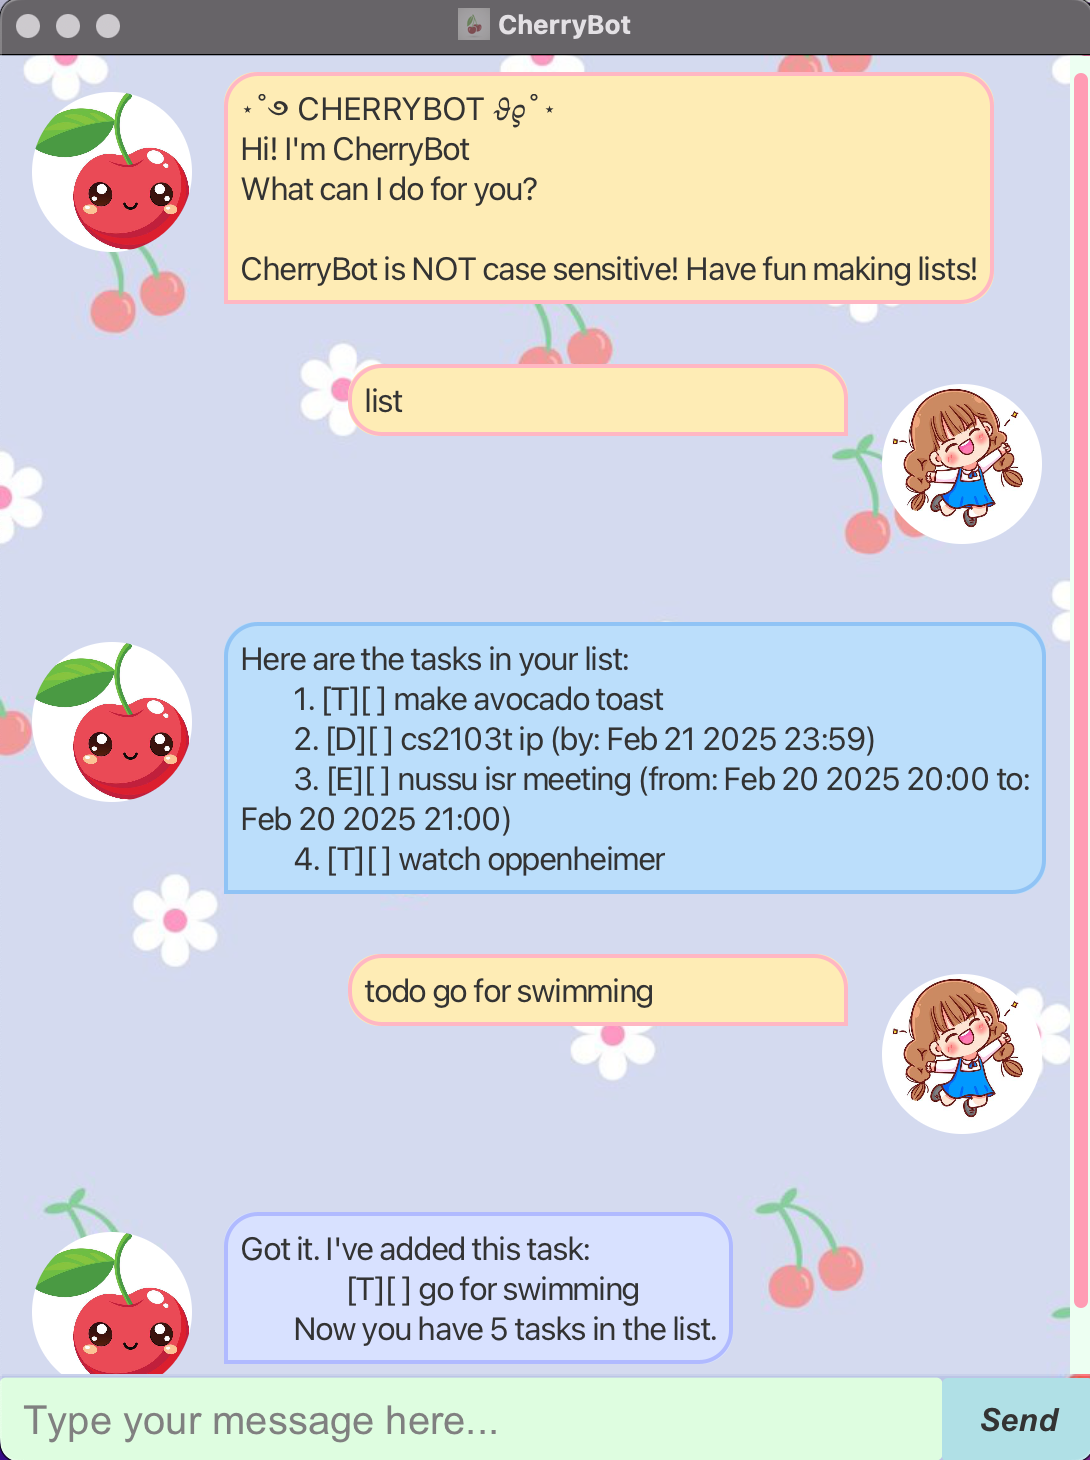 CherryBot
⋆˚࿐ CHERRYBOT 𝜗𝜚˚⋆
Hi! I'm CherryBot
What can I do for you?
CherryBot is NOT case sensitive! Have fun making lists!
list
Here are the tasks in your list:
1. [T][ ] make avocado toast
2. [D][ ] cs2103t ip (by: Feb 21 2025 23:59)
3. [E][ ] nussu isr meeting (from: Feb 20 2025 20:00 to:
Feb 20 2025 21:00)
4. [T][ ] watch oppenheimer
todo go for swimming
Got it. I've added this task:
[T][ ] go for swimming
Now you have 5 tasks in the list.
Type your message here...
Send